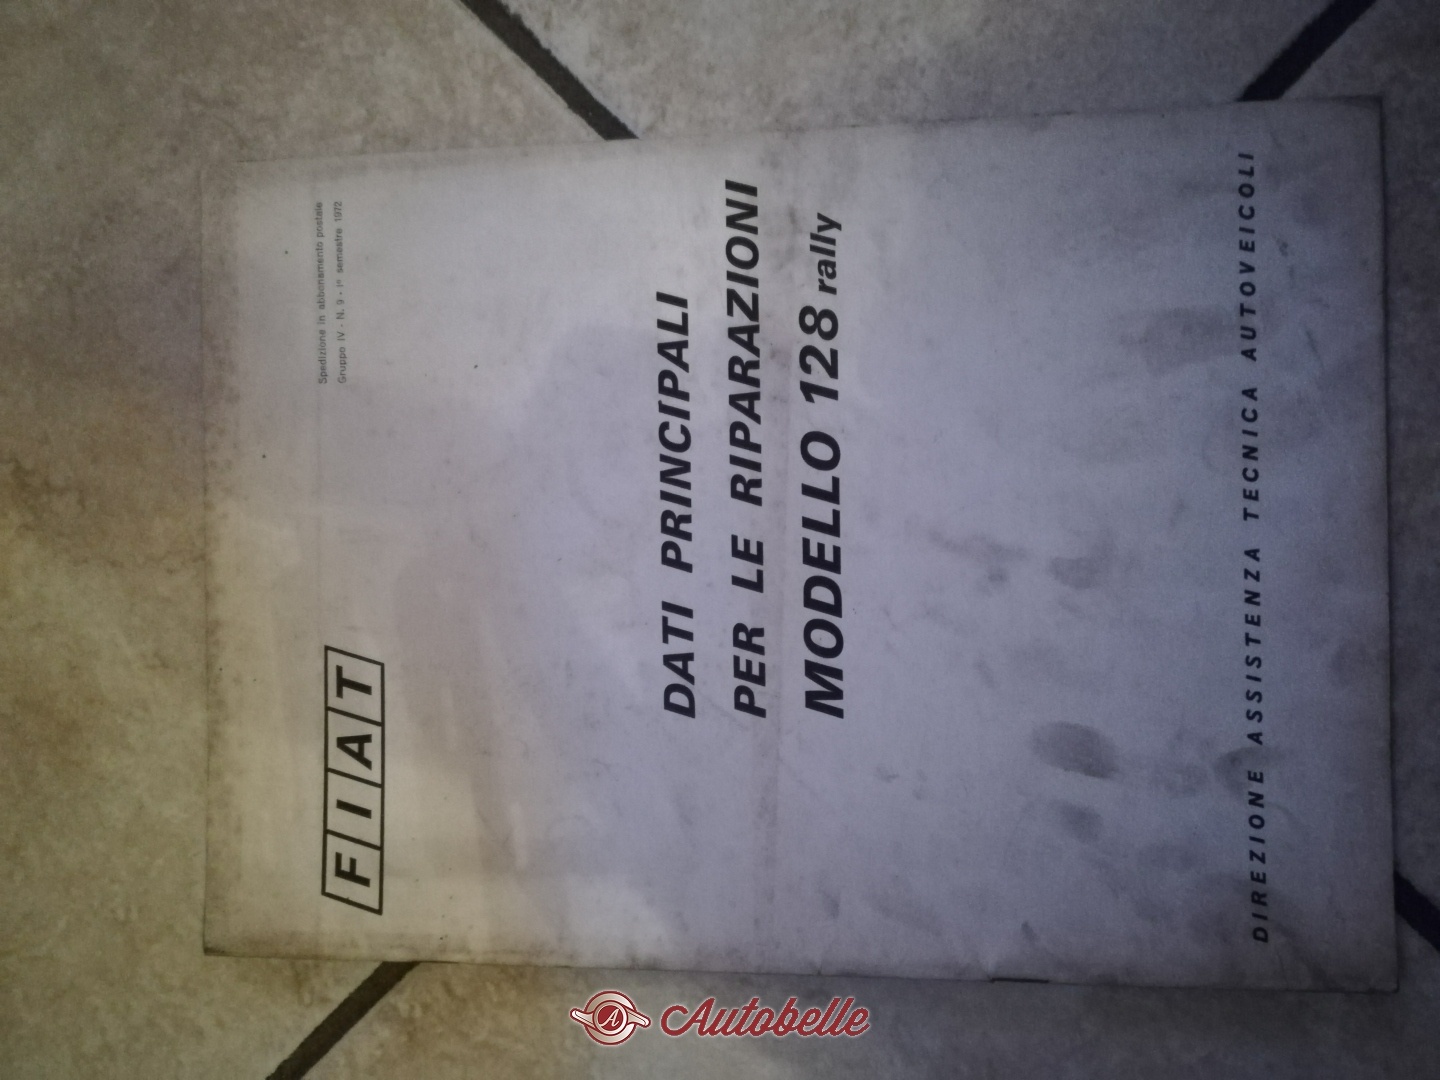 FIAT
Spedizione in abbonamento postale
Gruppo IV - N. 9 - I° semestre 1972
DATI PRINCIPALI
PER LE RIPARAZIONI
MODELLO 128 rally
DIREZIONE ASSISTENZA TECNICA AUTOVEICOLI
A Autobelle